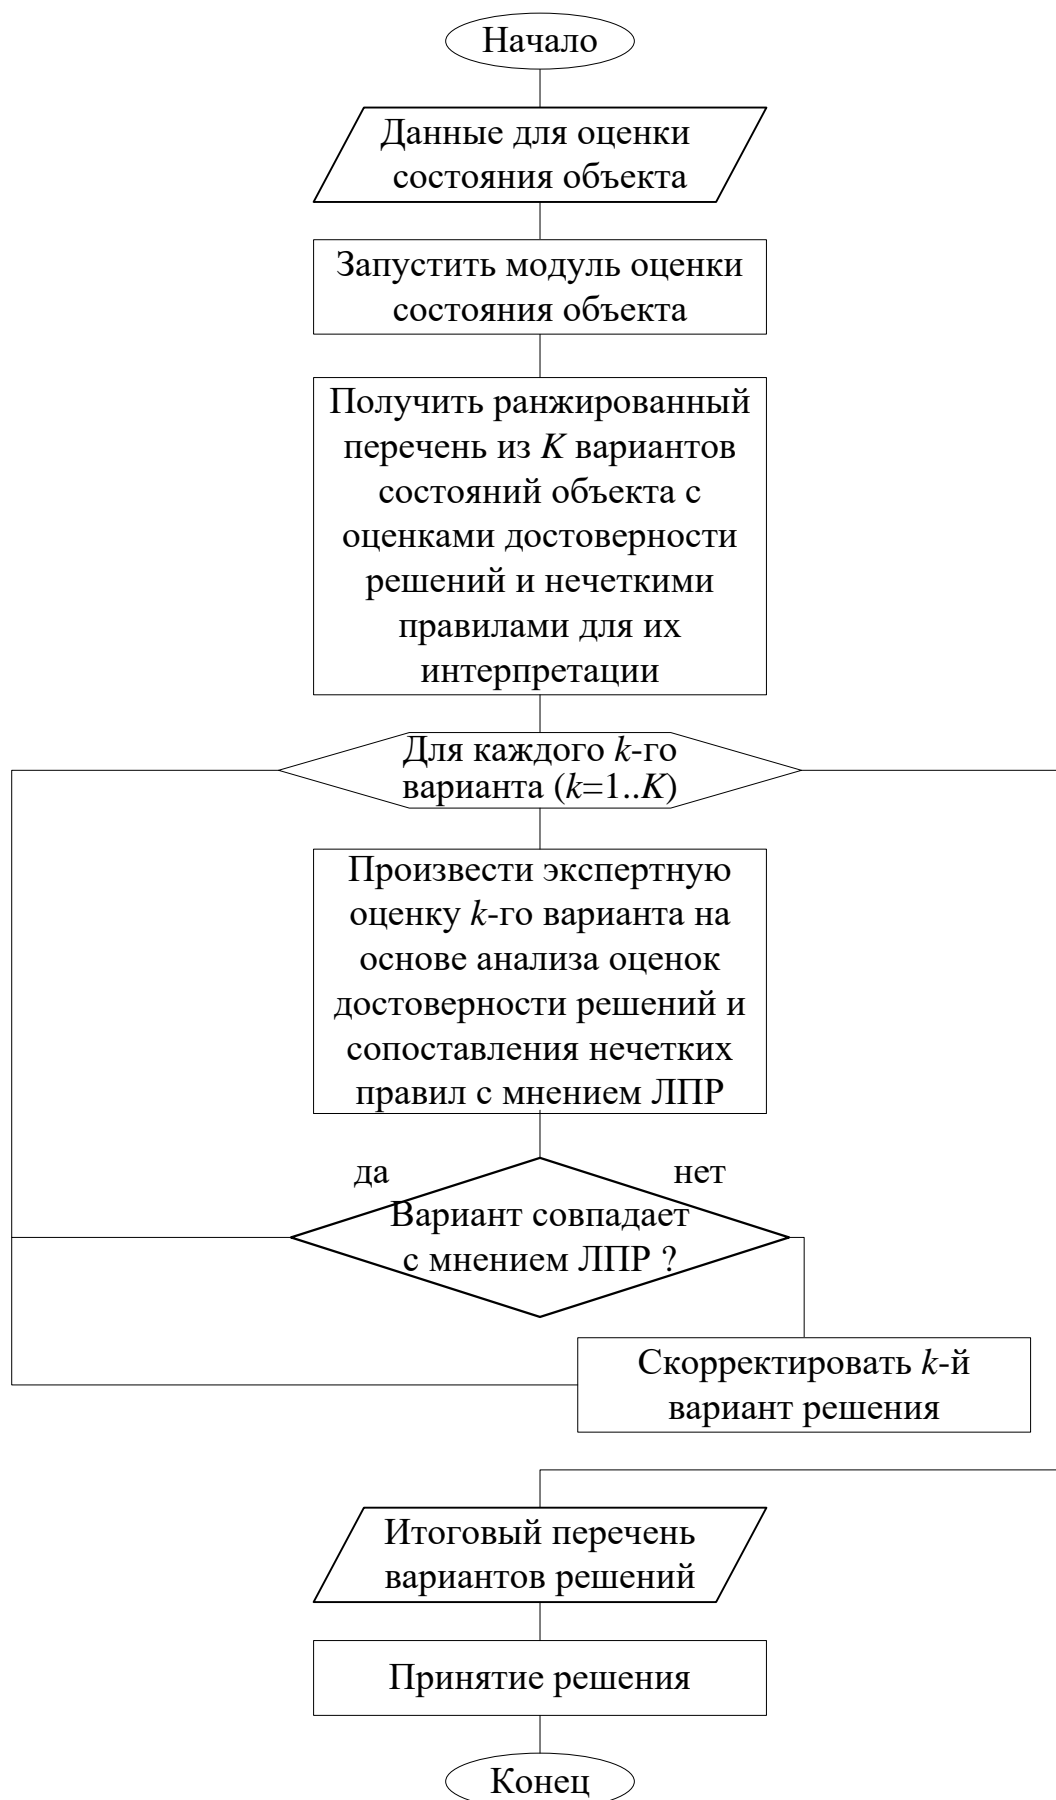 Начало
Данные для оценки
состояния объекта
Запустить модуль оценки
состояния объекта
Получить ранжированный
перечень из K вариантов
состояний объекта с
оценками достоверности
решений и нечеткими
правилами для их
интерпретации
Для каждого k-го
варианта (k=1..K)
Произвести экспертную
оценку k-го варианта на
основе анализа оценок
достоверности решений и
сопоставления нечетких
правил с мнением ЛПР
да
нет
Вариант совпадает
с мнением ЛПР ?
Скорректировать k-й
вариант решения
Итоговый перечень
вариантов решений
Принятие решения
Конец